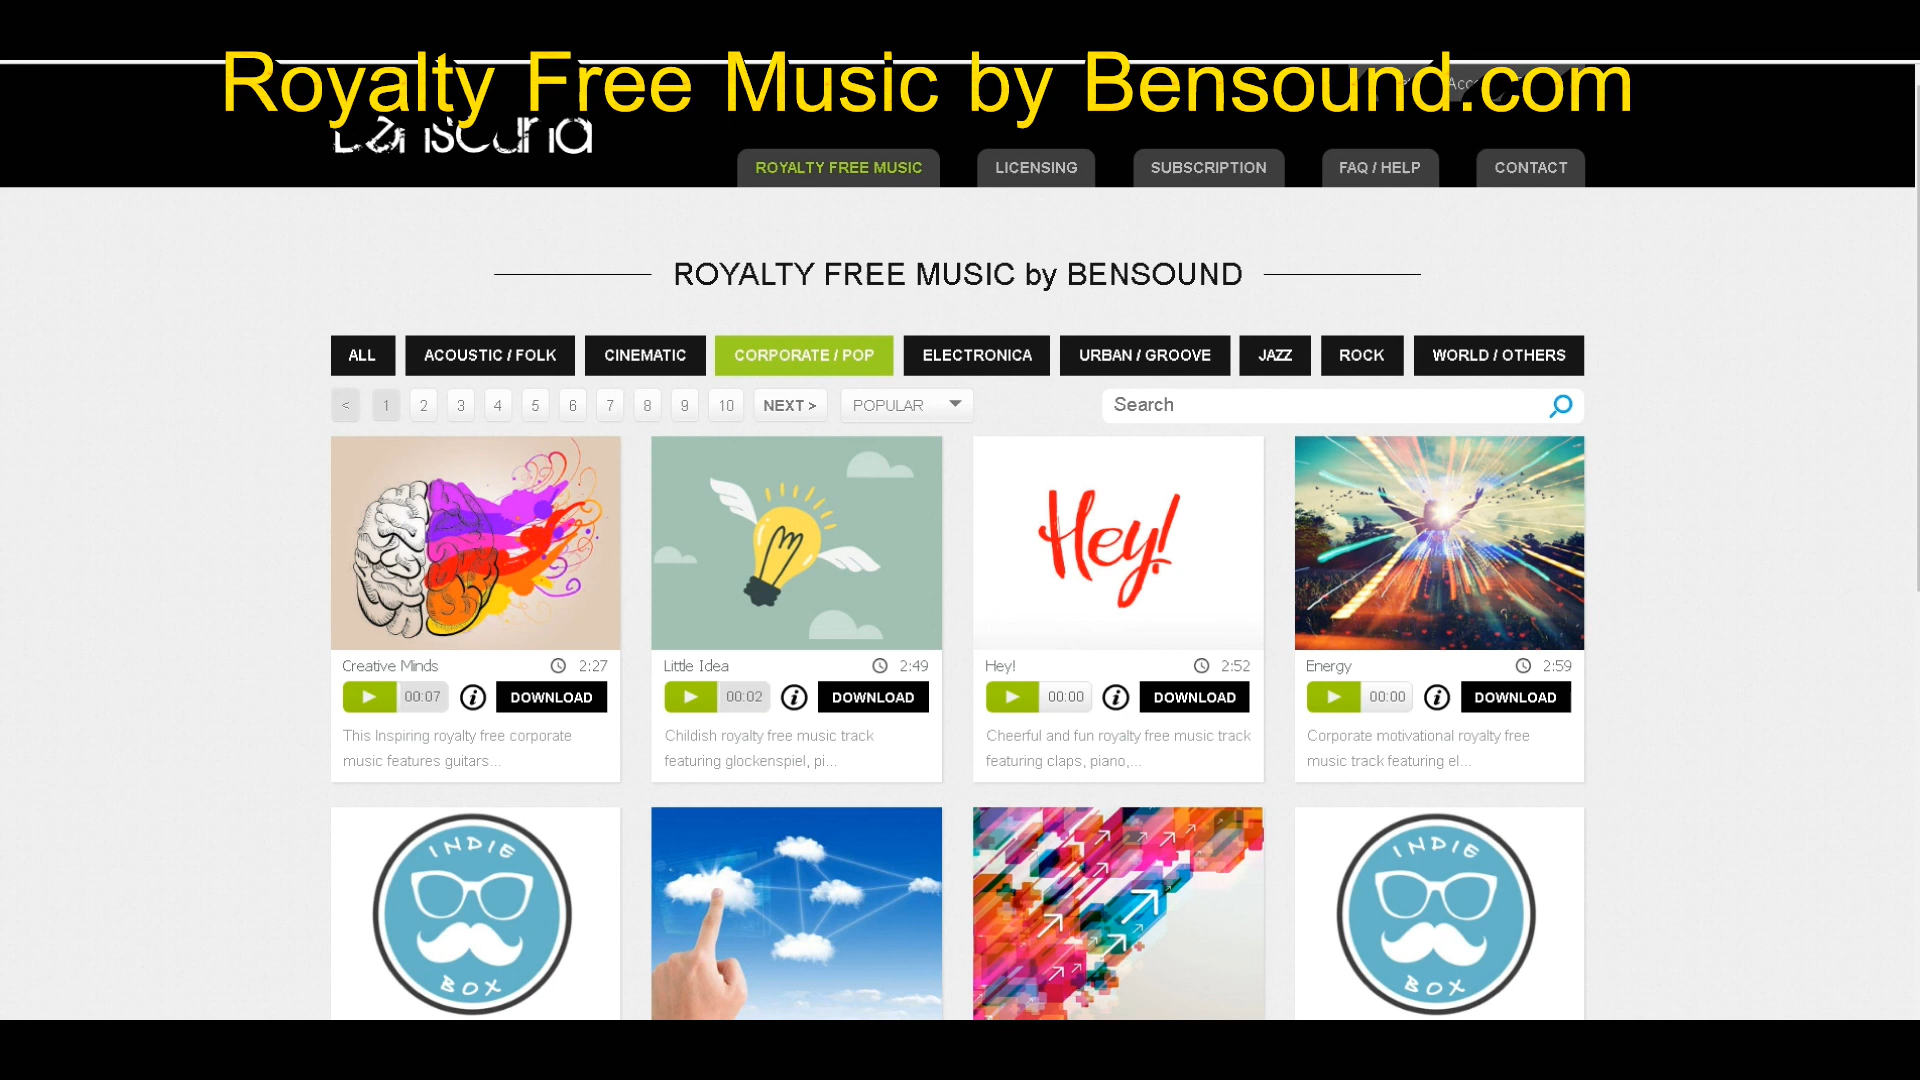 Royalty Free Music by Bensound.com
ROYALTY FREE MUSIC
LICENSING
SUBSCRIPTION
FAQ / HELP
CONTACT
ROYALTY FREE MUSIC by BENSOUND
ALL
ACOUSTIC / FOLK
CINEMATIC
CORPORATE / POP
ELECTRONICA
URBAN / GROOVE
JAZZ
ROCK
WORLD / OTHERS
< 1 2 3 4 5 6 7 8 9 10 NEXT >
POPULAR
Search
Hey!
Creative Minds 2:27
00:07 i DOWNLOAD
This Inspiring royalty free corporate
music features guitars...
Little Idea 2:49
00:02 i DOWNLOAD
Childish royalty free music track
featuring glockenspiel, pi...
Hey! 2:52
00:00 i DOWNLOAD
Cheerful and fun royalty free music track
featuring claps, piano,...
Energy 2:59
00:00 i DOWNLOAD
Corporate motivational royalty free
music track featuring el...
INDIE
BOX
INDIE
BOX